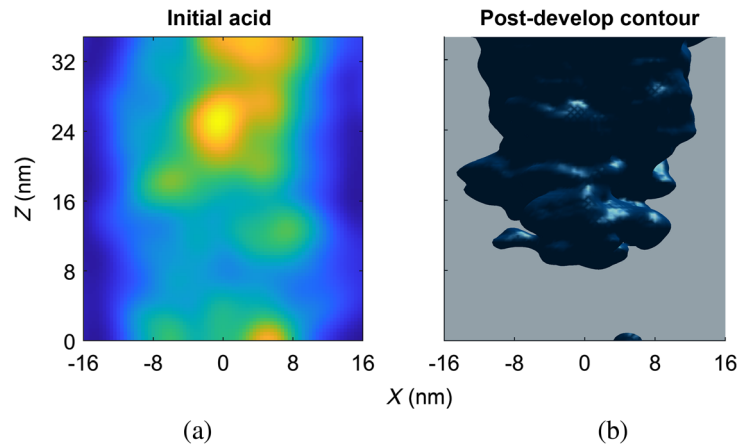 Initial acid
Post-develop contour
32
24
16
8
0
Z (nm)
-16 -8 0 8 16
-16 -8 0 8 16
X (nm)
(a)
(b)